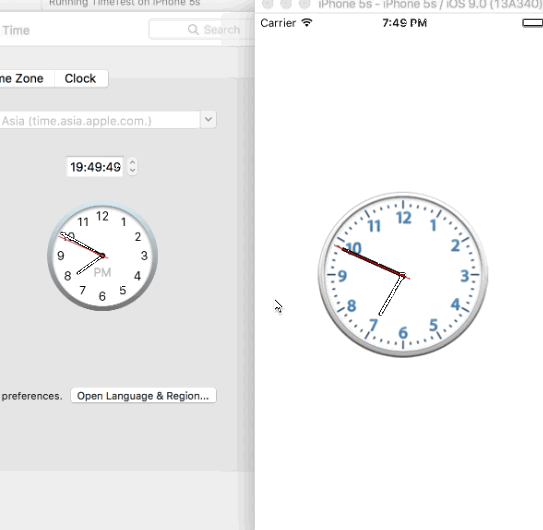 Running TimeTest on iPhone 5s
Time
Search
me Zone
Clock
Asia (time.asia.apple.com.)
19:49:49
12
11
1
2
9
3
8
4
PM
7
5
6
preferences.
Open Language & Region...
iPhone 5s - iPhone 5s / iOS 9.0 (13A340)
Carrier
7:49 PM
12
11
1
10
2
9
3
8
4
7
5
6